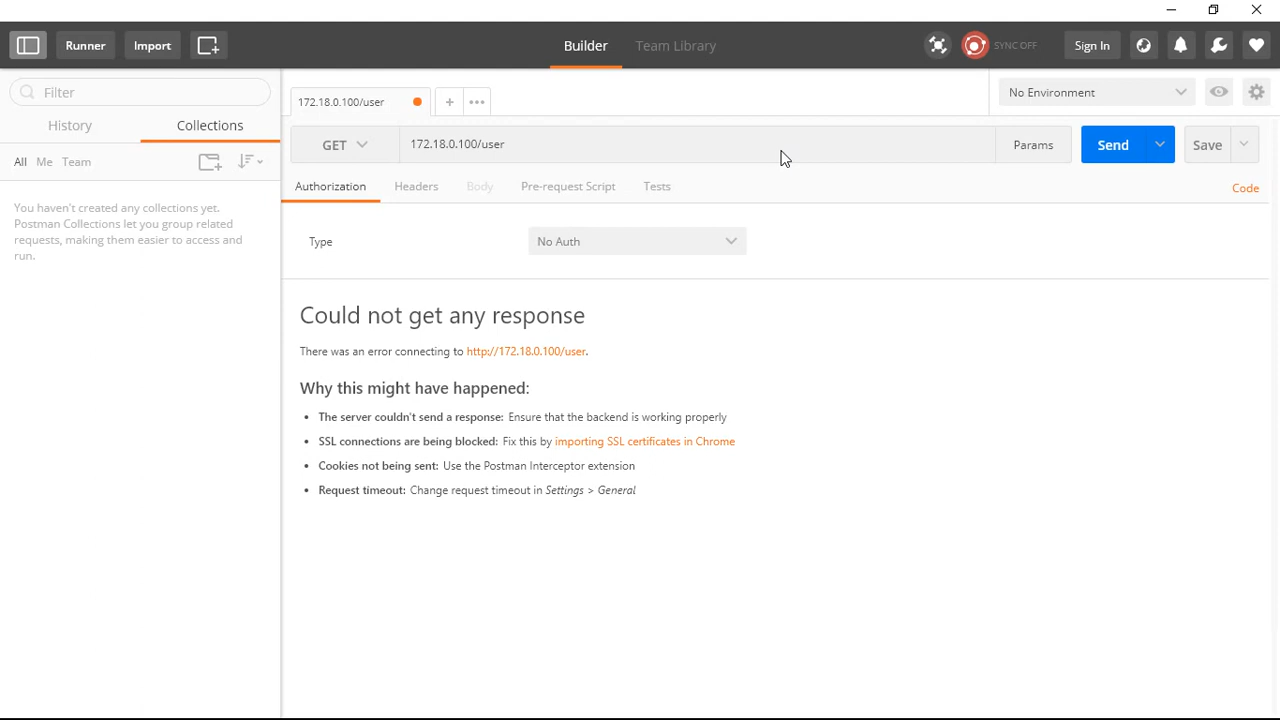 Runner Import Builder Team Library SYNC OFF Sign In
Filter
History Collections
All Me Team
You haven't created any collections yet.
Postman Collections let you group related
requests, making them easier to access and
run.
172.18.0.100/user + ••• No Environment
GET 172.18.0.100/user Params Send Save
Authorization Headers Body Pre-request Script Tests Code
Type No Auth
Could not get any response
There was an error connecting to http://172.18.0.100/user.
Why this might have happened:
• The server couldn't send a response: Ensure that the backend is working properly
• SSL connections are being blocked: Fix this by importing SSL certificates in Chrome
• Cookies not being sent: Use the Postman Interceptor extension
• Request timeout: Change request timeout in Settings > General